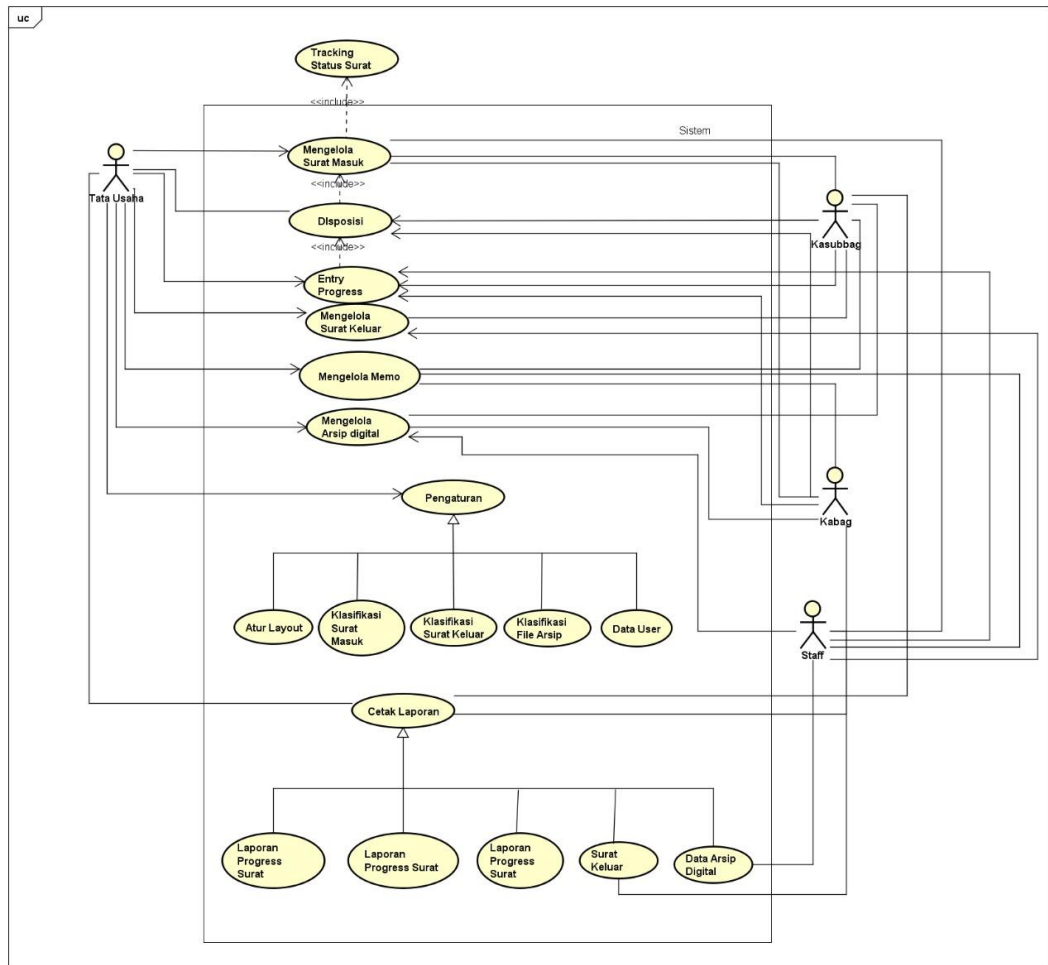 uc
Tracking
Status Surat
<<include>>
Sistem
Mengelola
Surat Masuk
Tata Usaha
<<include>>
DIsposisi
Kasubbag
<<include>>
Entry
Progress
Mengelola
Surat Keluar
Mengelola Memo
Mengelola
Arsip digital
Pengaturan
Kabag
Atur Layout
Klasifikasi
Surat
Masuk
Klasifikasi
Surat Keluar
Klasifikasi
File Arsip
Data User
Staff
Cetak Laporan
Laporan
Progress
Surat
Laporan
Progress Surat
Laporan
Progress
Surat
Surat
Keluar
Data Arsip
Digital